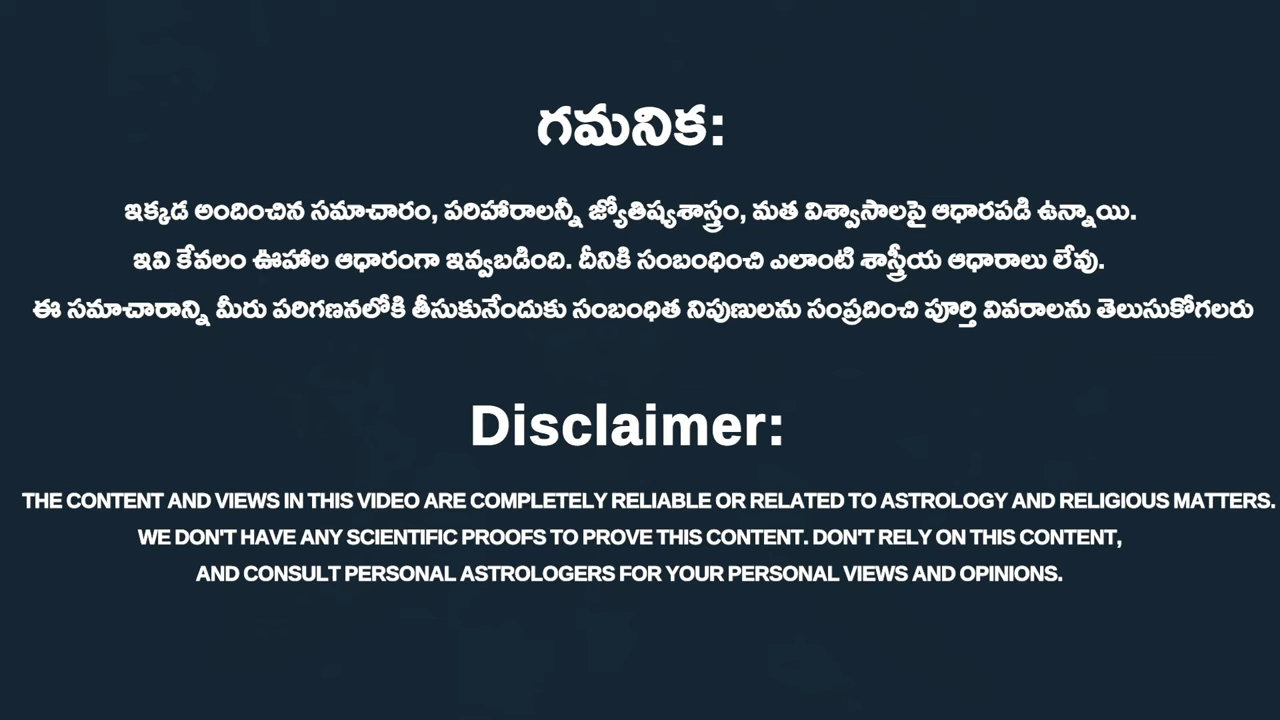 గమనిక:
ఇక్కడ అందించిన సమాచారం, పరిహారాలన్నీ జ్యోతిష్యశాస్త్రం, మత విశ్వాసాలపై ఆధారపడి ఉన్నాయి.
ఇవి కేవలం ఊహాల ఆధారంగా ఇవ్వబడింది. దీనికి సంబంధించి ఎలాంటి శాస్త్రీయ ఆధారాలు లేవు.
ఈ సమాచారాన్ని మీరు పరిగణనలోకి తీసుకునేందుకు సంబంధిత నిపుణులను సంప్రదించి పూర్తి వివరాలను తెలుసుకోగలరు
Disclaimer:
THE CONTENT AND VIEWS IN THIS VIDEO ARE COMPLETELY RELIABLE OR RELATED TO ASTROLOGY AND RELIGIOUS MATTERS.
WE DON'T HAVE ANY SCIENTIFIC PROOFS TO PROVE THIS CONTENT. DON'T RELY ON THIS CONTENT,
AND CONSULT PERSONAL ASTROLOGERS FOR YOUR PERSONAL VIEWS AND OPINIONS.